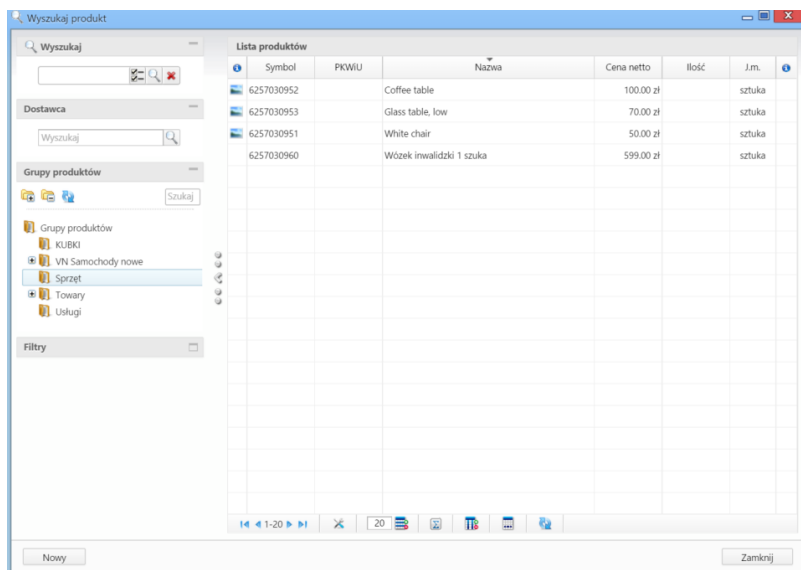 Wyszukaj produkt
Wyszukaj
Dostawca
Wyszukaj
Grupy produktów
Szukaj
Grupy produktów
KUBKI
VN Samochody nowe
Sprzęt
Towary
Usługi
Filtry
Lista produktów
Symbol PKWiU Nazwa Cena netto Ilość J.m.
6257030952 Coffee table 100.00 zł sztuka
6257030953 Glass table, low 70.00 zł sztuka
6257030951 White chair 50.00 zł sztuka
6257030960 Wózek inwalidzki 1 szuka 599.00 zł sztuka
1-20 20
Nowy Zamknij